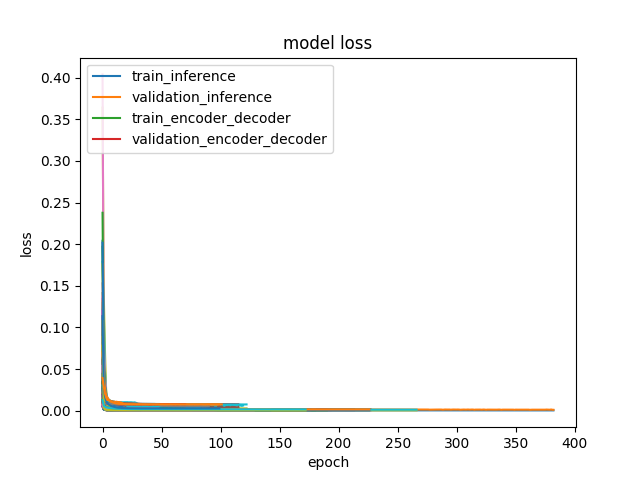 model loss
train_inference
validation_inference
train_encoder_decoder
validation_encoder_decoder
0.40
0.35
0.30
0.25
0.20
0.15
0.10
0.05
0.00
loss
0 50 100 150 200 250 300 350 400
epoch